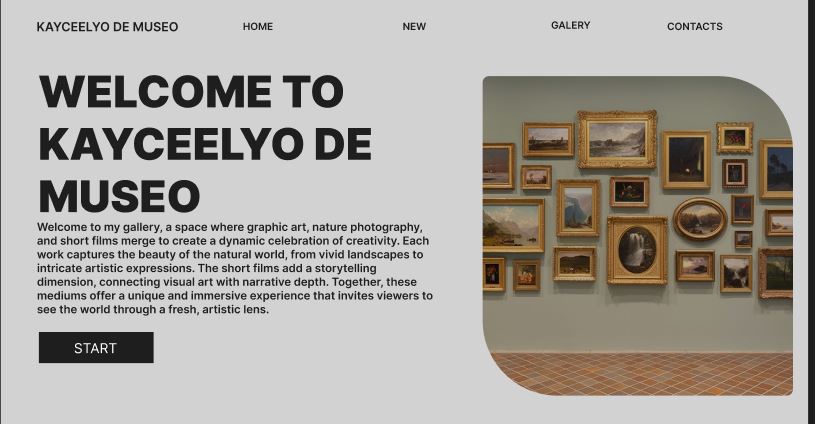 KAYCEELYO DE MUSEO HOME NEW GALERY CONTACTS
WELCOME TO
KAYCEELYO DE
MUSEO
Welcome to my gallery, a space where graphic art, nature photography,
and short films merge to create a dynamic celebration of creativity. Each
work captures the beauty of the natural world, from vivid landscapes to
intricate artistic expressions. The short films add a storytelling
dimension, connecting visual art with narrative depth. Together, these
mediums offer a unique and immersive experience that invites viewers to
see the world through a fresh, artistic lens.
START